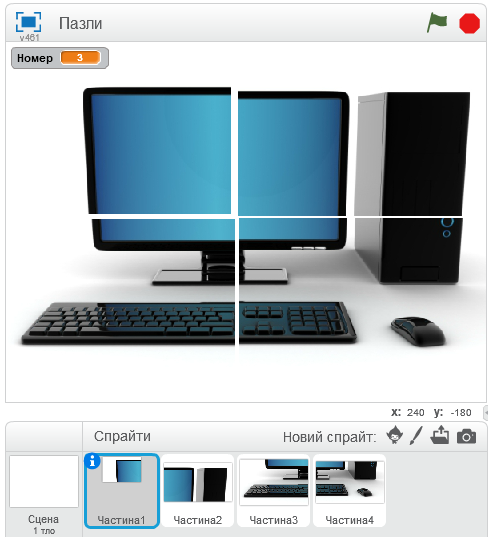 Пазли
v461
Номер 3
x: 240 y: -180
Спрайти
Новий спрайт:
Сцена
1 тло
Частина1
Частина2
Частина3
Частина4